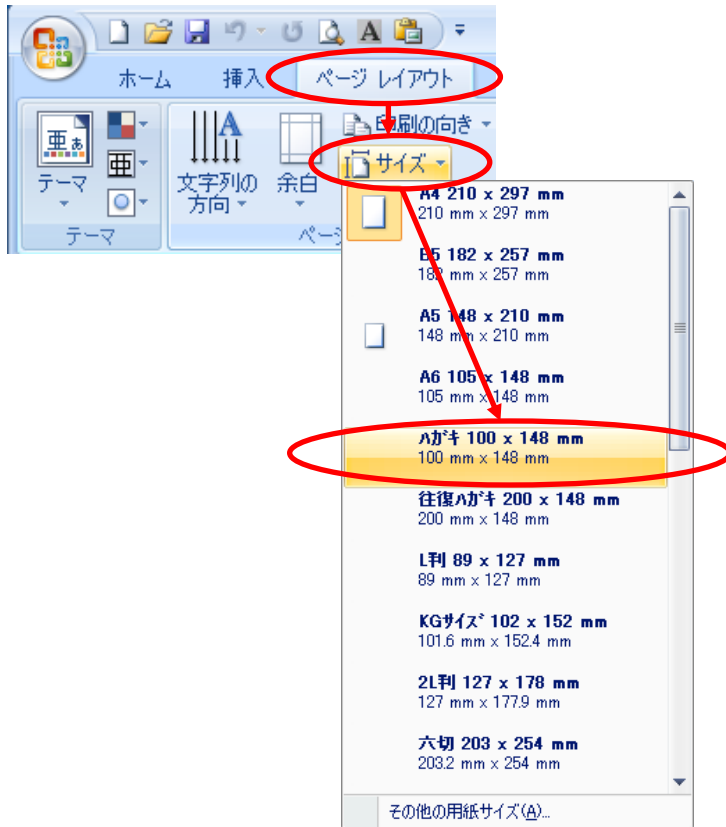 ホーム 挿入 ページ レイアウト
亜あ
亜
A
テーマ
文字列の
方向
余白
印刷の向き
サイズ
テーマ
ペー
A4 210 x 297 mm
210 mm x 297 mm
B5 182 x 257 mm
182 mm x 257 mm
A5 148 x 210 mm
148 mm x 210 mm
A6 105 x 148 mm
105 mm x 148 mm
ﾊｶﾞｷ 100 x 148 mm
100 mm x 148 mm
往復ﾊｶﾞｷ 200 x 148 mm
200 mm x 148 mm
L判 89 x 127 mm
89 mm x 127 mm
KGｻｲｽﾞ 102 x 152 mm
101.6 mm x 152.4 mm
2L判 127 x 178 mm
127 mm x 177.9 mm
六切 203 x 254 mm
203.2 mm x 254 mm
その他の用紙サイズ(A)...